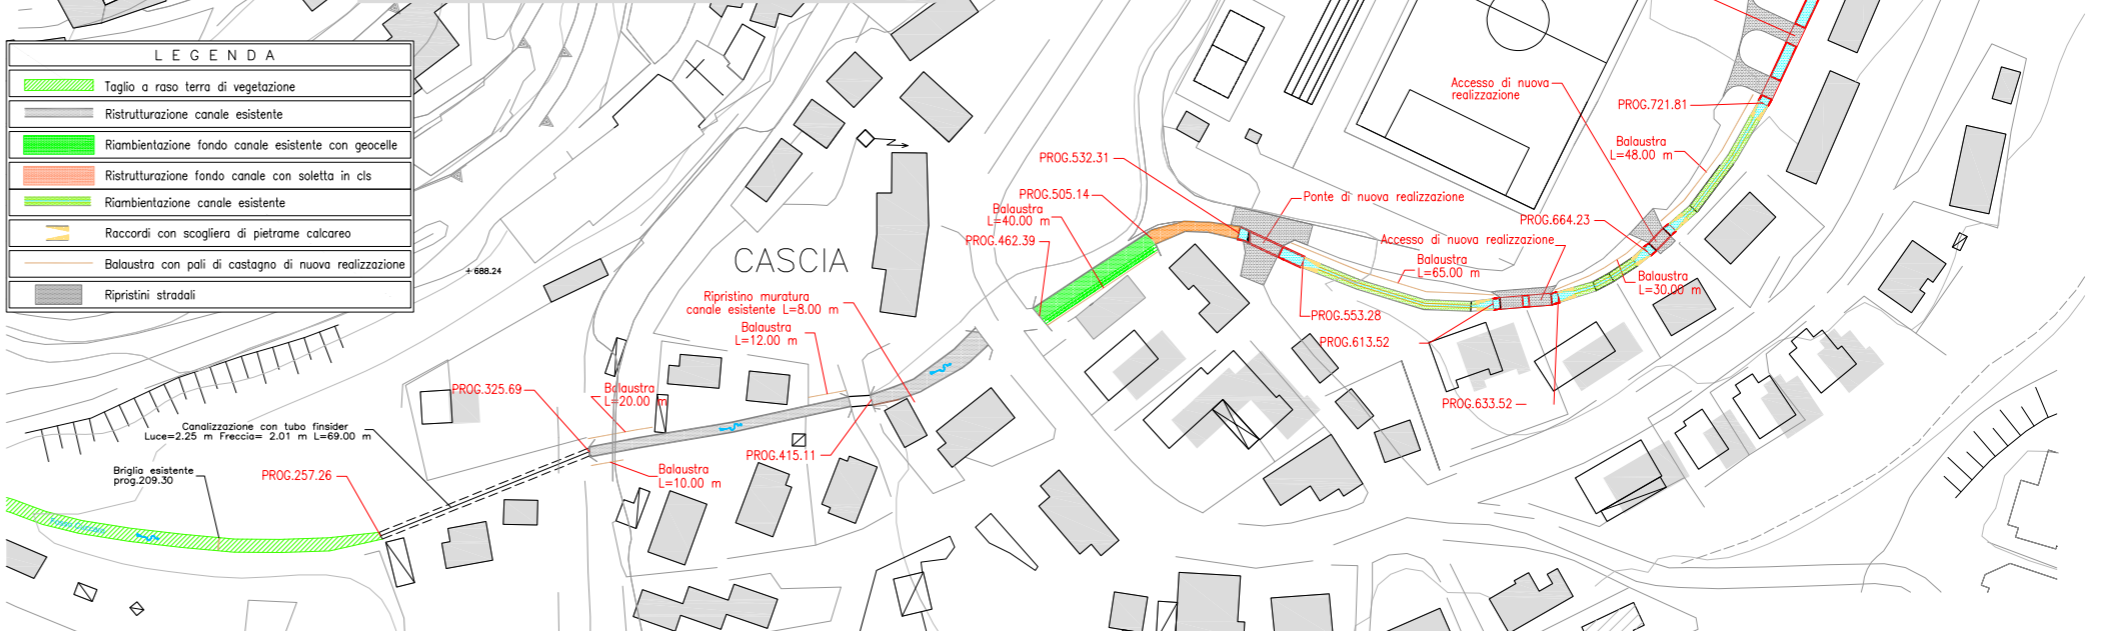 LEGENDA
Taglio a raso terra di vegetazione
Ristrutturazione canale esistente
Riambientazione fondo canale esistente con geocelle
Ristrutturazione fondo canale con soletta in cls
Riambientazione canale esistente
Raccordi con scogliera di pietrame calcareo
Balaustra con pali di castagno di nuova realizzazione
Ripristini stradali
+ 688.24
CASCIA
Canalizzazione con tubo finsider
Luce=2.25 m Freccia= 2.01 m L=69.00 m
Briglia esistente
prog.209.30
PROG.257.26
PROG.325.69
Balaustra
L=20.00 m
Balaustra
L=10.00 m
Ripristino muratura
canale esistente L=8.00 m
Balaustra
L=12.00 m
PROG.415.11
PROG.462.39
Balaustra
L=40.00 m
PROG.505.14
PROG.532.31
Ponte di nuova realizzazione
PROG.553.28
Balaustra
L=65.00 m
Accesso di nuova realizzazione
PROG.613.52
PROG.633.52
Balaustra
L=30.00 m
PROG.664.23
Accesso di nuova
realizzazione
Balaustra
L=48.00 m
PROG.721.81